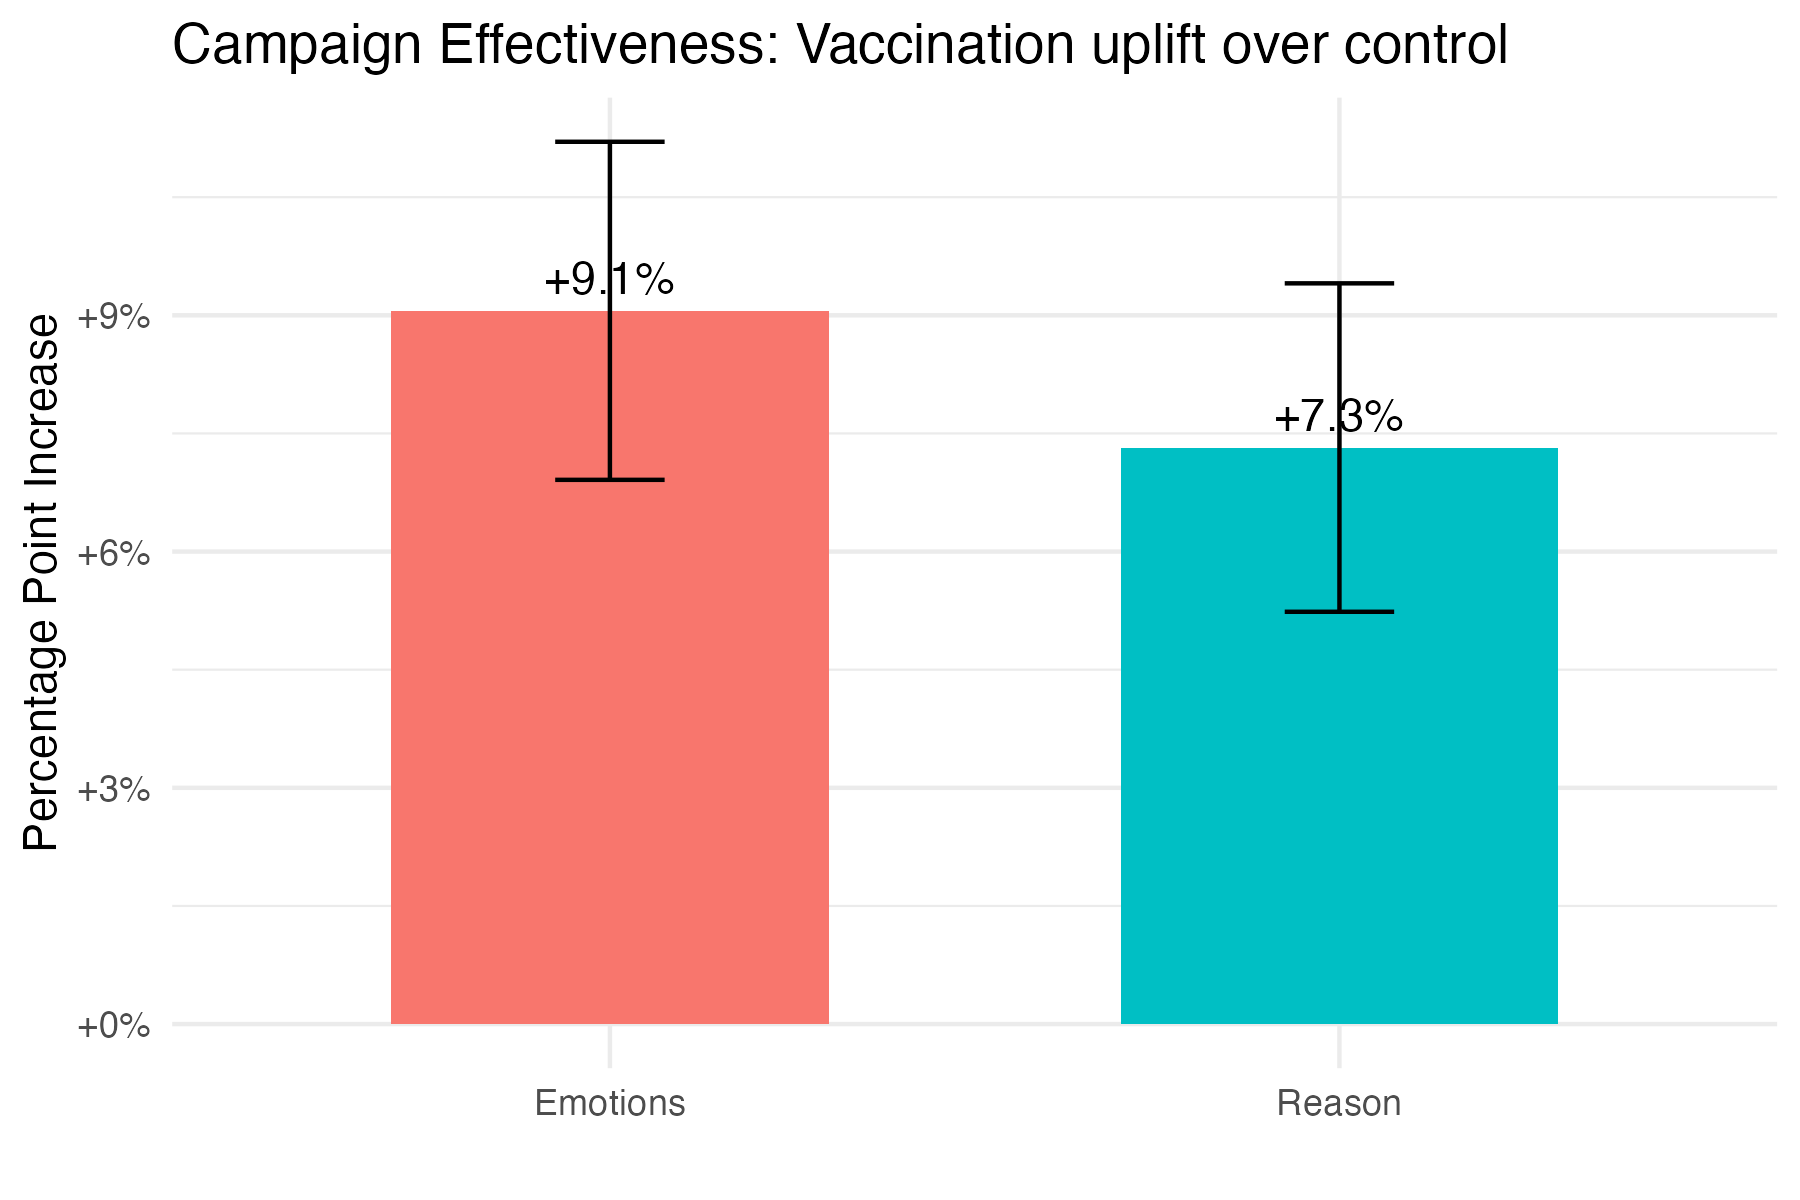 Campaign Effectiveness: Vaccination uplift over control
Percentage Point Increase
+9%
+6%
+3%
+0%
+9.1%
+7.3%
Emotions
Reason